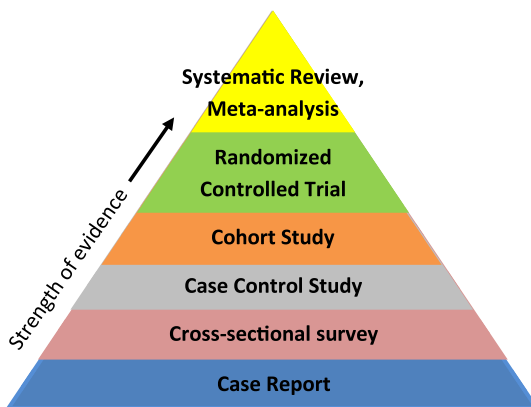 Systematic Review,
Meta-analysis
Randomized
Controlled Trial
Cohort Study
Case Control Study
Cross-sectional survey
Case Report
Strength of evidence